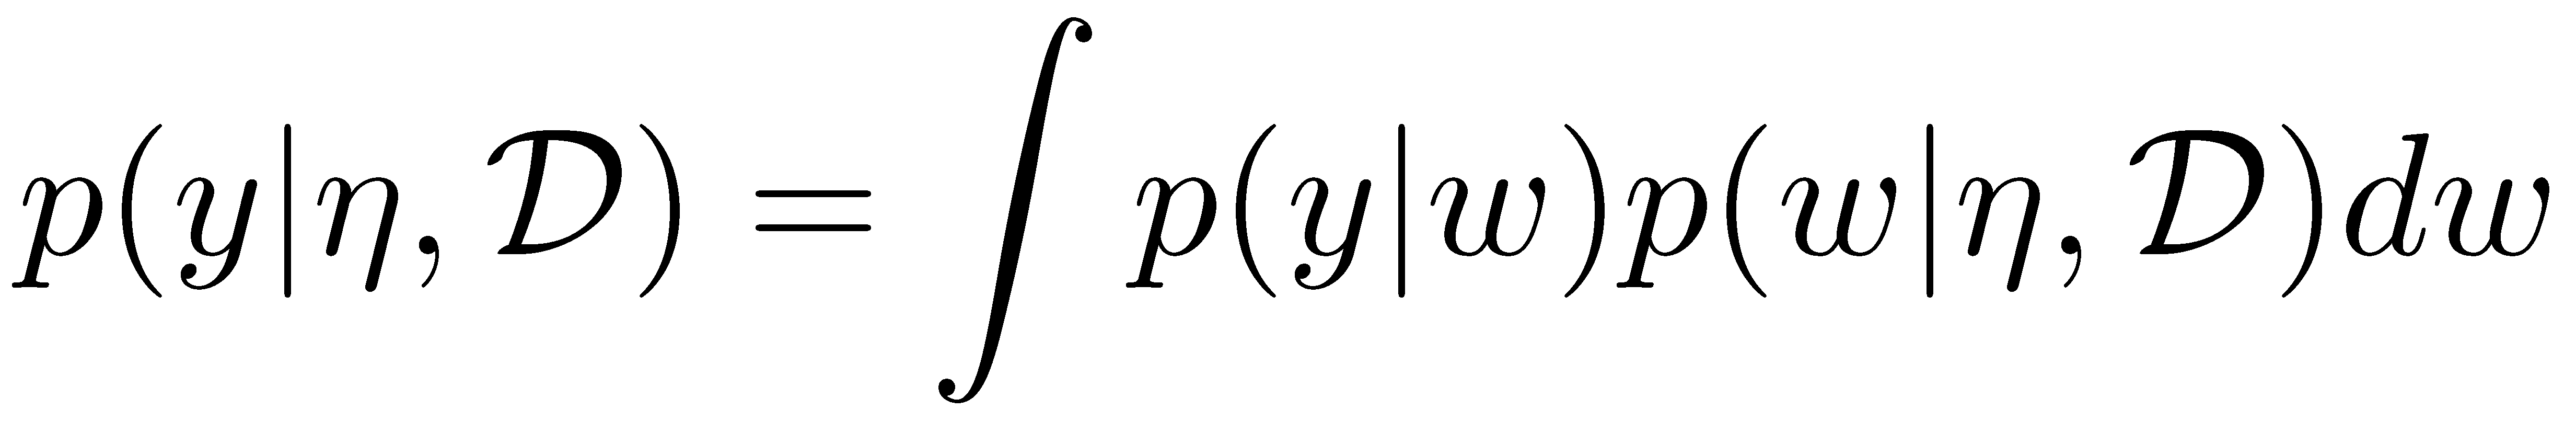 p(y|η, 𝒟) = ∫ p(y|w)p(w|η, 𝒟)dw